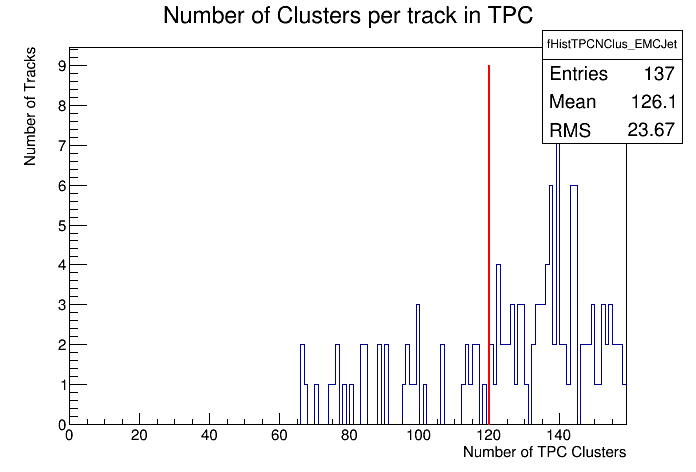 Number of Clusters per track in TPC
fHistTPCNClus_EMCJet
Entries 137
Mean 126.1
RMS 23.67
Number of Tracks
9
8
7
6
5
4
3
2
1
0
0 20 40 60 80 100 120 140
Number of TPC Clusters